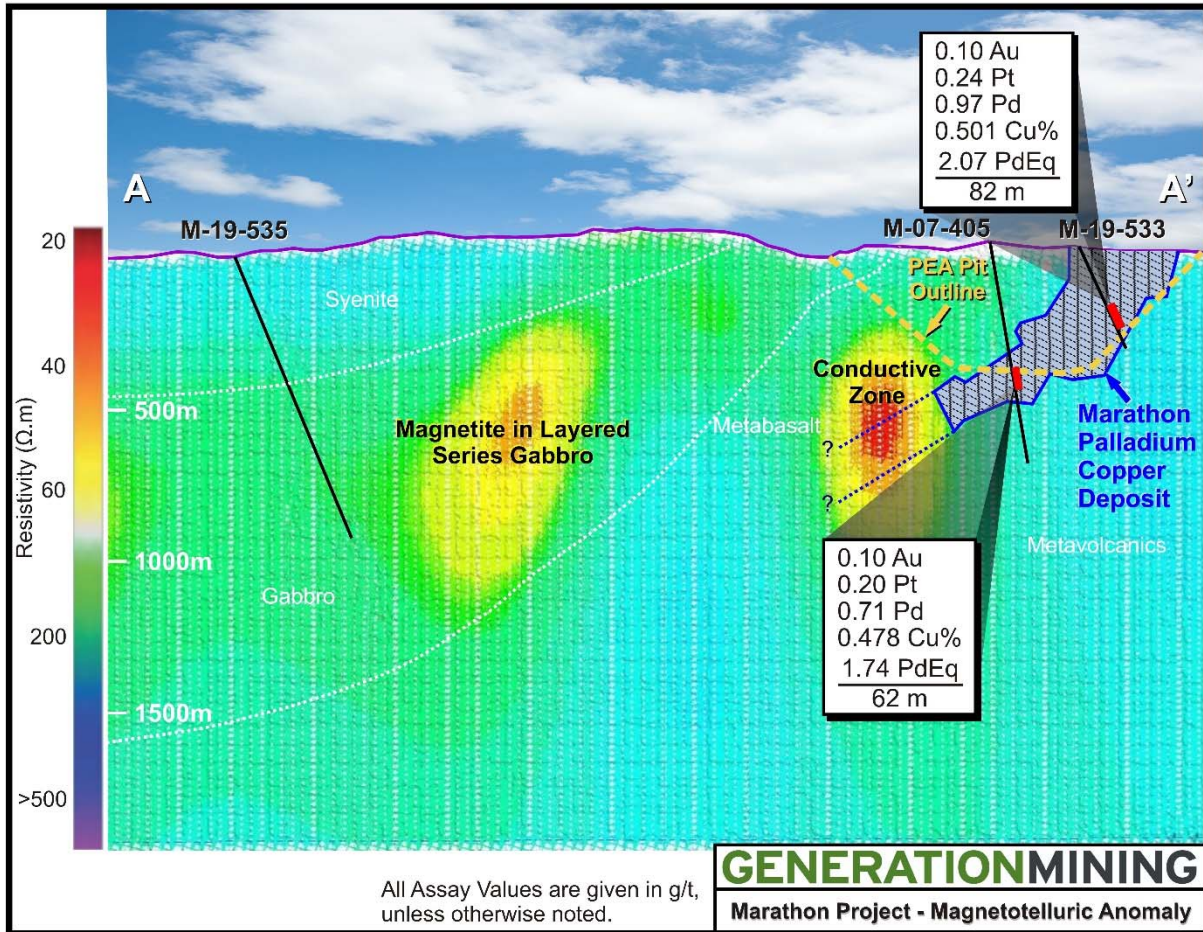 0.10 Au
0.24 Pt
0.97 Pd
0.501 Cu%
2.07 PdEq
82 m
A
A'
M-19-535
M-07-405
M-19-533
20
40
60
200
>500
Resistivity (Ω.m)
Syenite
PEA Pit
Outline
Conductive
Zone
500m
1000m
1500m
Magnetite in Layered
Series Gabbro
Metabasalt
?
?
Marathon
Palladium
Copper
Deposit
Metavolcanics
Gabbro
0.10 Au
0.20 Pt
0.71 Pd
0.478 Cu%
1.74 PdEq
62 m
All Assay Values are given in g/t,
unless otherwise noted.
GENERATIONMINING
Marathon Project - Magnetotelluric Anomaly